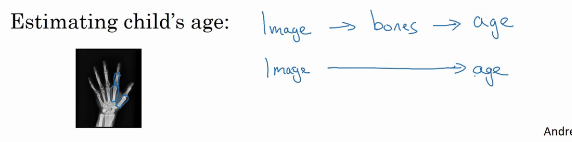 Estimating child's age:
Image → bones → age
Image → age
Andre